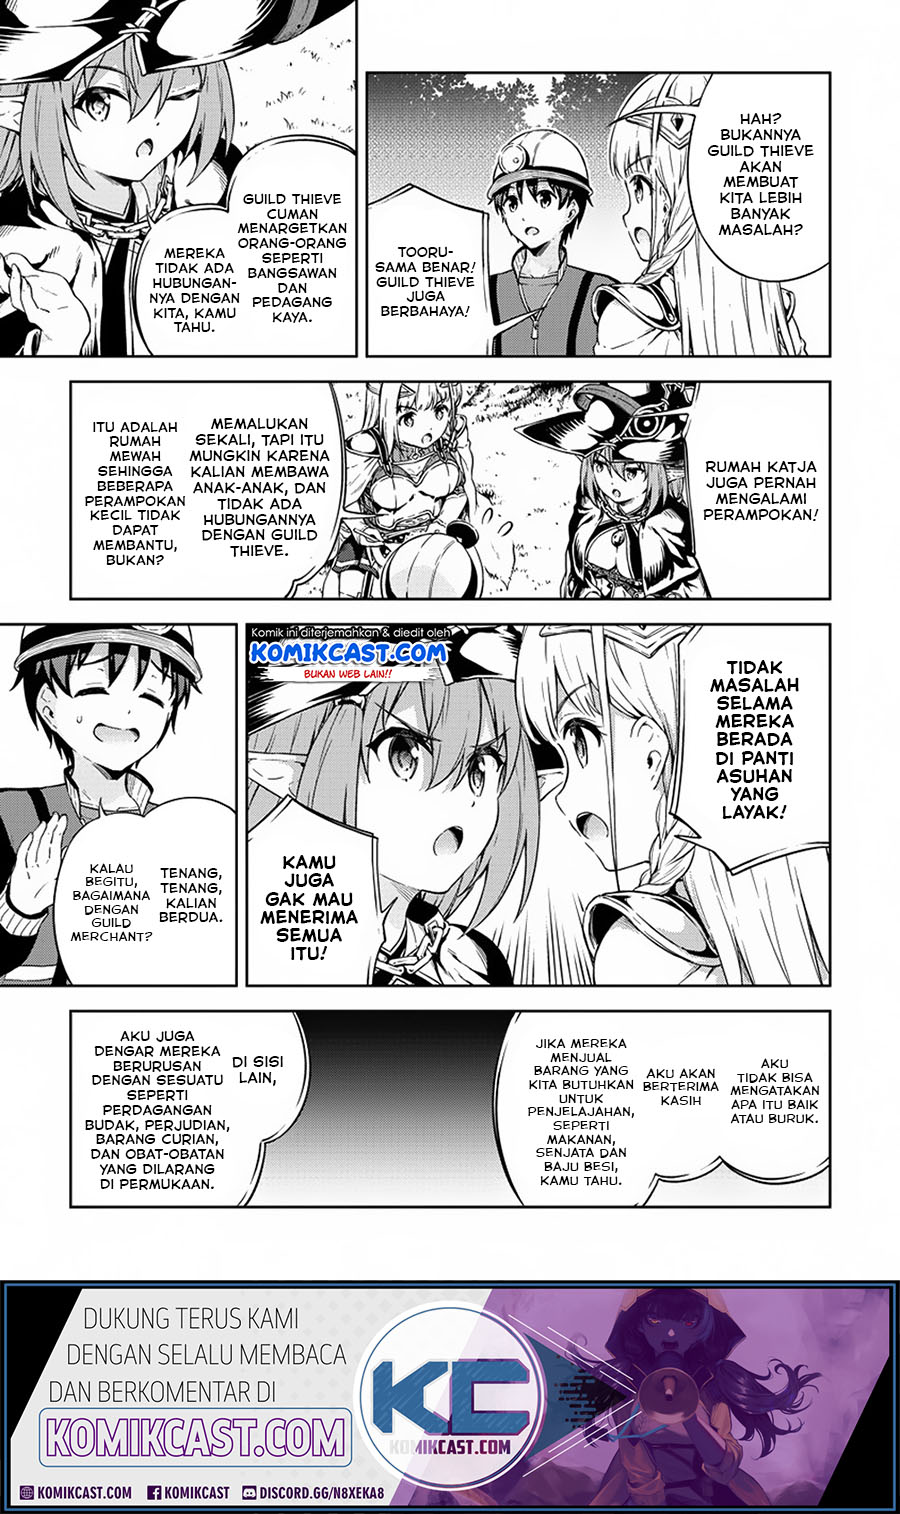 HAH?
BUKANNYA
GUILD THIEVE
AKAN
MEMBUAT
KITA LEBIH
BANYAK
MASALAH?
TOORU-
SAMA BENAR!
GUILD THIEVE
JUGA
BERBAHAYA!
GUILD THIEVE
CUMAN
MENARGETKAN
ORANG-ORANG
SEPERTI
BANGSAWAN
DAN
PEDAGANG
KAYA.
MEREKA
TIDAK ADA
HUBUNGAN-
NYA DENGAN
KITA, KAMU
TAHU.
RUMAH KATJA
JUGA PERNAH
MENGALAMI
PERAMPOKAN!
MEMALUKAN
SEKALI, TAPI ITU
MUNGKIN KARENA
KALIAN MEMBAWA
ANAK-ANAK, DAN
TIDAK ADA
HUBUNGANNYA
DENGAN GUILD
THIEVE.
ITU ADALAH
RUMAH
MEWAH
SEHINGGA
BEBERAPA
PERAMPOKAN
KECIL TIDAK
DAPAT
MEMBANTU,
BUKAN?
Komik ini diterjemahkan & diedit oleh
KOMIKCAST.COM
BUKAN WEB LAIN!!
TIDAK
MASALAH
SELAMA
MEREKA
BERADA
DI PANTI
ASUHAN
YANG
LAYAK!
KAMU
JUGA
GAK MAU
MENERIMA
SEMUA
ITU!
TENANG,
TENANG,
KALIAN
BERDUA.
KALAU
BEGITU,
BAGAIMANA
DENGAN
GUILD
MERCHANT?
AKU
TIDAK BISA
MENGATAKAN
APA ITU BAIK
ATAU BURUK.
AKU AKAN
BERTERIMA
KASIH
JIKA MEREKA
MENJUAL
BARANG YANG
KITA BUTUHKAN
UNTUK
PENJELAJAHAN,
SEPERTI
MAKANAN,
SENJATA DAN
BAJU BESI,
KAMU TAHU.
DI SISI
LAIN,
AKU JUGA
DENGAR MEREKA
BERURUSAN
DENGAN SESUATU
SEPERTI
PERDAGANGAN
BUDAK, PERJUDIAN,
BARANG CURIAN,
DAN OBAT-OBATAN
YANG DILARANG
DI PERMUKAAN.
DUKUNG TERUS KAMI
DENGAN SELALU MEMBACA
DAN BERKOMENTAR DI
KOMIKCAST.COM
KC
KOMIKCAST.COM
KOMIKCAST.COM KOMIKCAST DISCORD.GG/N8XEKA8